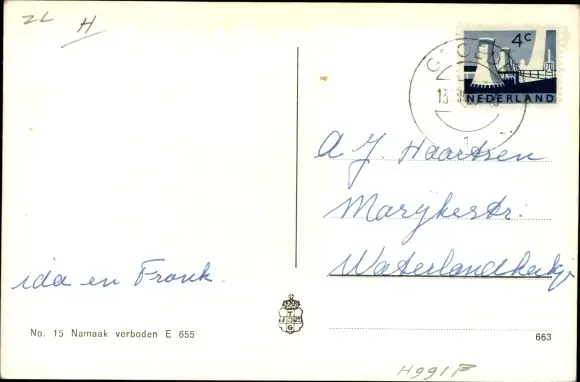 ZL H
4c
NEDERLAND
A J. Haartsen
Marijkestr:
Waterlandkerkje
ida en Frank.
No. 15 Namaak verboden E 655
663
H991F